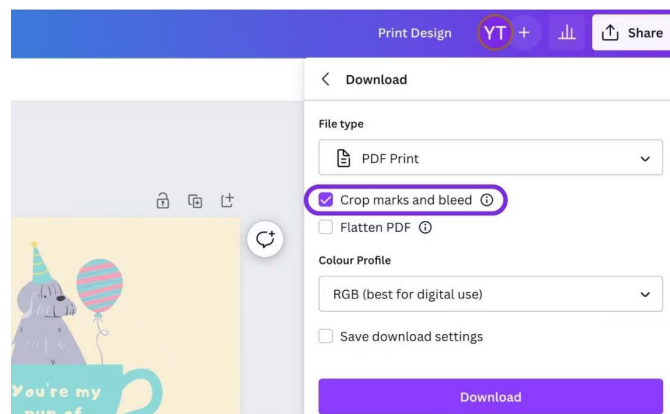 Print Design YT + Share
Download
File type
PDF Print
Crop marks and bleed
Flatten PDF
Colour Profile
RGB (best for digital use)
Save download settings
Download
You're my